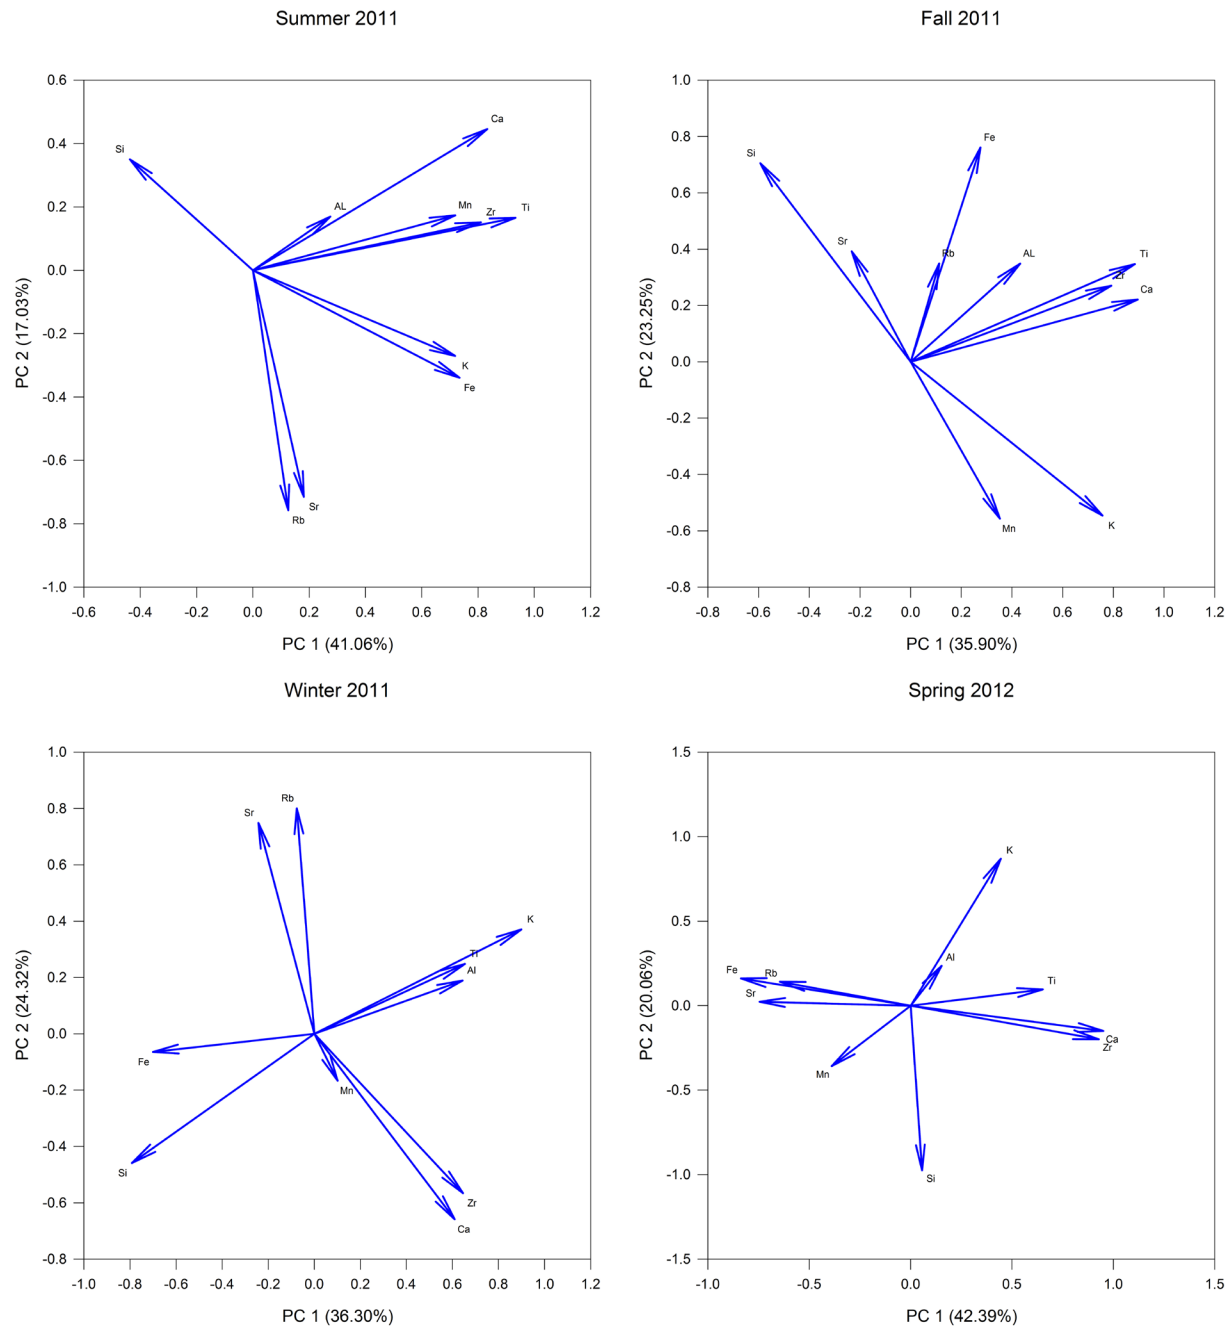 Summer 2011
0.6
0.4
0.2
0.0
-0.2
-0.4
-0.6
-0.8
-1.0
PC 2 (17.03%)
Ca
Si
AL
Mn
Zr
Ti
K
Fe
Sr
Rb
-0.6
-0.4
-0.2
0.0
0.2
0.4
0.6
0.8
1.0
1.2
PC 1 (41.06%)
Fall 2011
1.0
0.8
0.6
0.4
0.2
0.0
-0.2
-0.4
-0.6
-0.8
PC 2 (23.25%)
Fe
Si
Sr
Rb
AL
Ti
Zr
Ca
Mn
K
-0.8
-0.6
-0.4
-0.2
0.0
0.2
0.4
0.6
0.8
1.0
1.2
PC 1 (35.90%)
Winter 2011
1.0
0.8
0.6
0.4
0.2
0.0
-0.2
-0.4
-0.6
-0.8
PC 2 (24.32%)
Rb
Sr
K
Ti
Al
Fe
Mn
Si
Zr
Ca
-1.0
-0.8
-0.6
-0.4
-0.2
0.0
0.2
0.4
0.6
0.8
1.0
1.2
PC 1 (36.30%)
Spring 2012
1.5
1.0
0.5
0.0
-0.5
-1.0
-1.5
PC 2 (20.06%)
K
Al
Fe
Rb
Sr
Ti
Ca
Zr
Mn
Si
-1.0
-0.5
0.0
0.5
1.0
1.5
PC 1 (42.39%)